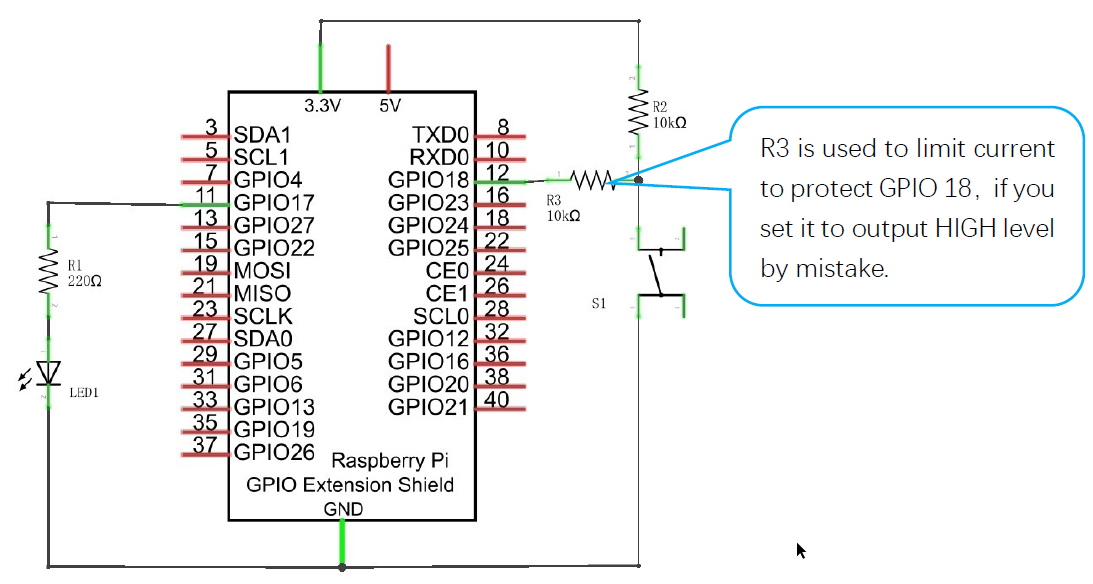 3.3V
5V
3 SDA1
5 SCL1
7 GPIO4
11 GPIO17
13 GPIO27
15 GPIO22
19 MOSI
21 MISO
23 SCLK
27 SDA0
29 GPIO5
31 GPIO6
33 GPIO13
35 GPIO19
37 GPIO26
TXD0 8
RXD0 10
GPIO18 12
GPIO23 16
GPIO24 18
GPIO25 22
CE0 24
CE1 26
SCL0 28
GPIO12 32
GPIO16 36
GPIO20 38
GPIO21 40
Raspberry Pi
GPIO Extension Shield
GND
R1
220Ω
LED1
R2
10kΩ
R3
10kΩ
S1
R3 is used to limit current
to protect GPIO 18, if you
set it to output HIGH level
by mistake.